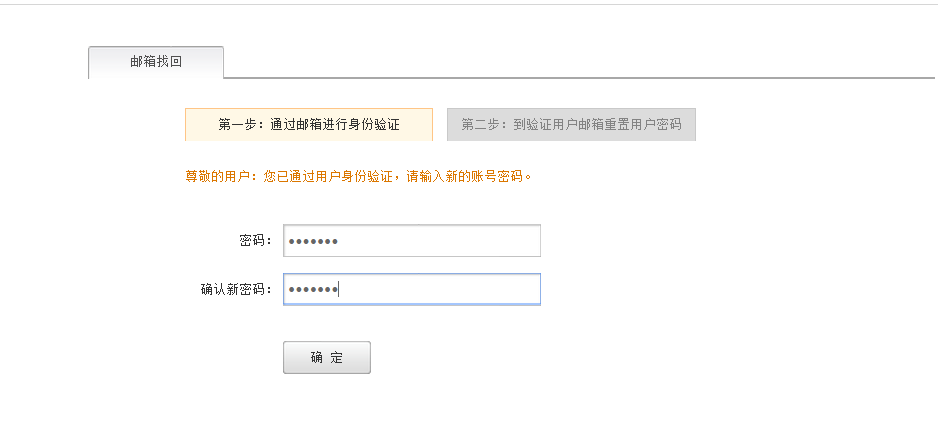 邮箱找回
第一步：通过邮箱进行身份验证
第二步：到验证用户邮箱重置用户密码
尊敬的用户：您已通过用户身份验证，请输入新的账号密码。
密码：
•••••••
确认新密码：
•••••••
确 定